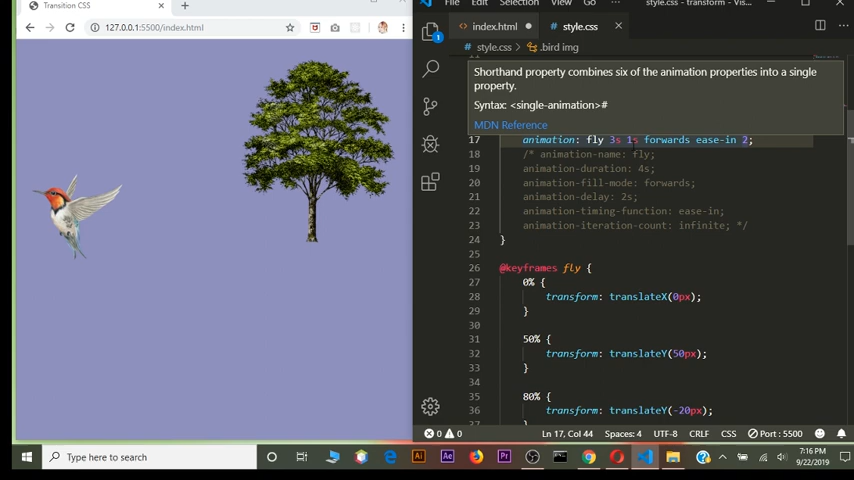 Transition CSS
File Edit Selection View Go
style.css - transform - Vis...
127.0.0.1:5500/index.html
index.html
style.css
style.css > .bird img
Shorthand property combines six of the animation properties into a single
property.
Syntax: <single-animation>#
MDN Reference
17 animation: fly 3s 1s forwards ease-in 2;
18 /* animation-name: fly;
19 animation-duration: 4s;
20 animation-fill-mode: forwards;
21 animation-delay: 2s;
22 animation-timing-function: ease-in;
23 animation-iteration-count: infinite; */
24 }
25
26 @keyframes fly {
27 0% {
28 transform: translateX(0px);
29 }
30
31 50% {
32 transform: translateY(50px);
33 }
34
35 80% {
36 transform: translateY(-20px);
0 0 Ln 17, Col 44 Spaces: 4 UTF-8 CRLF CSS Port : 5500
Type here to search
7:16 PM
9/22/2019